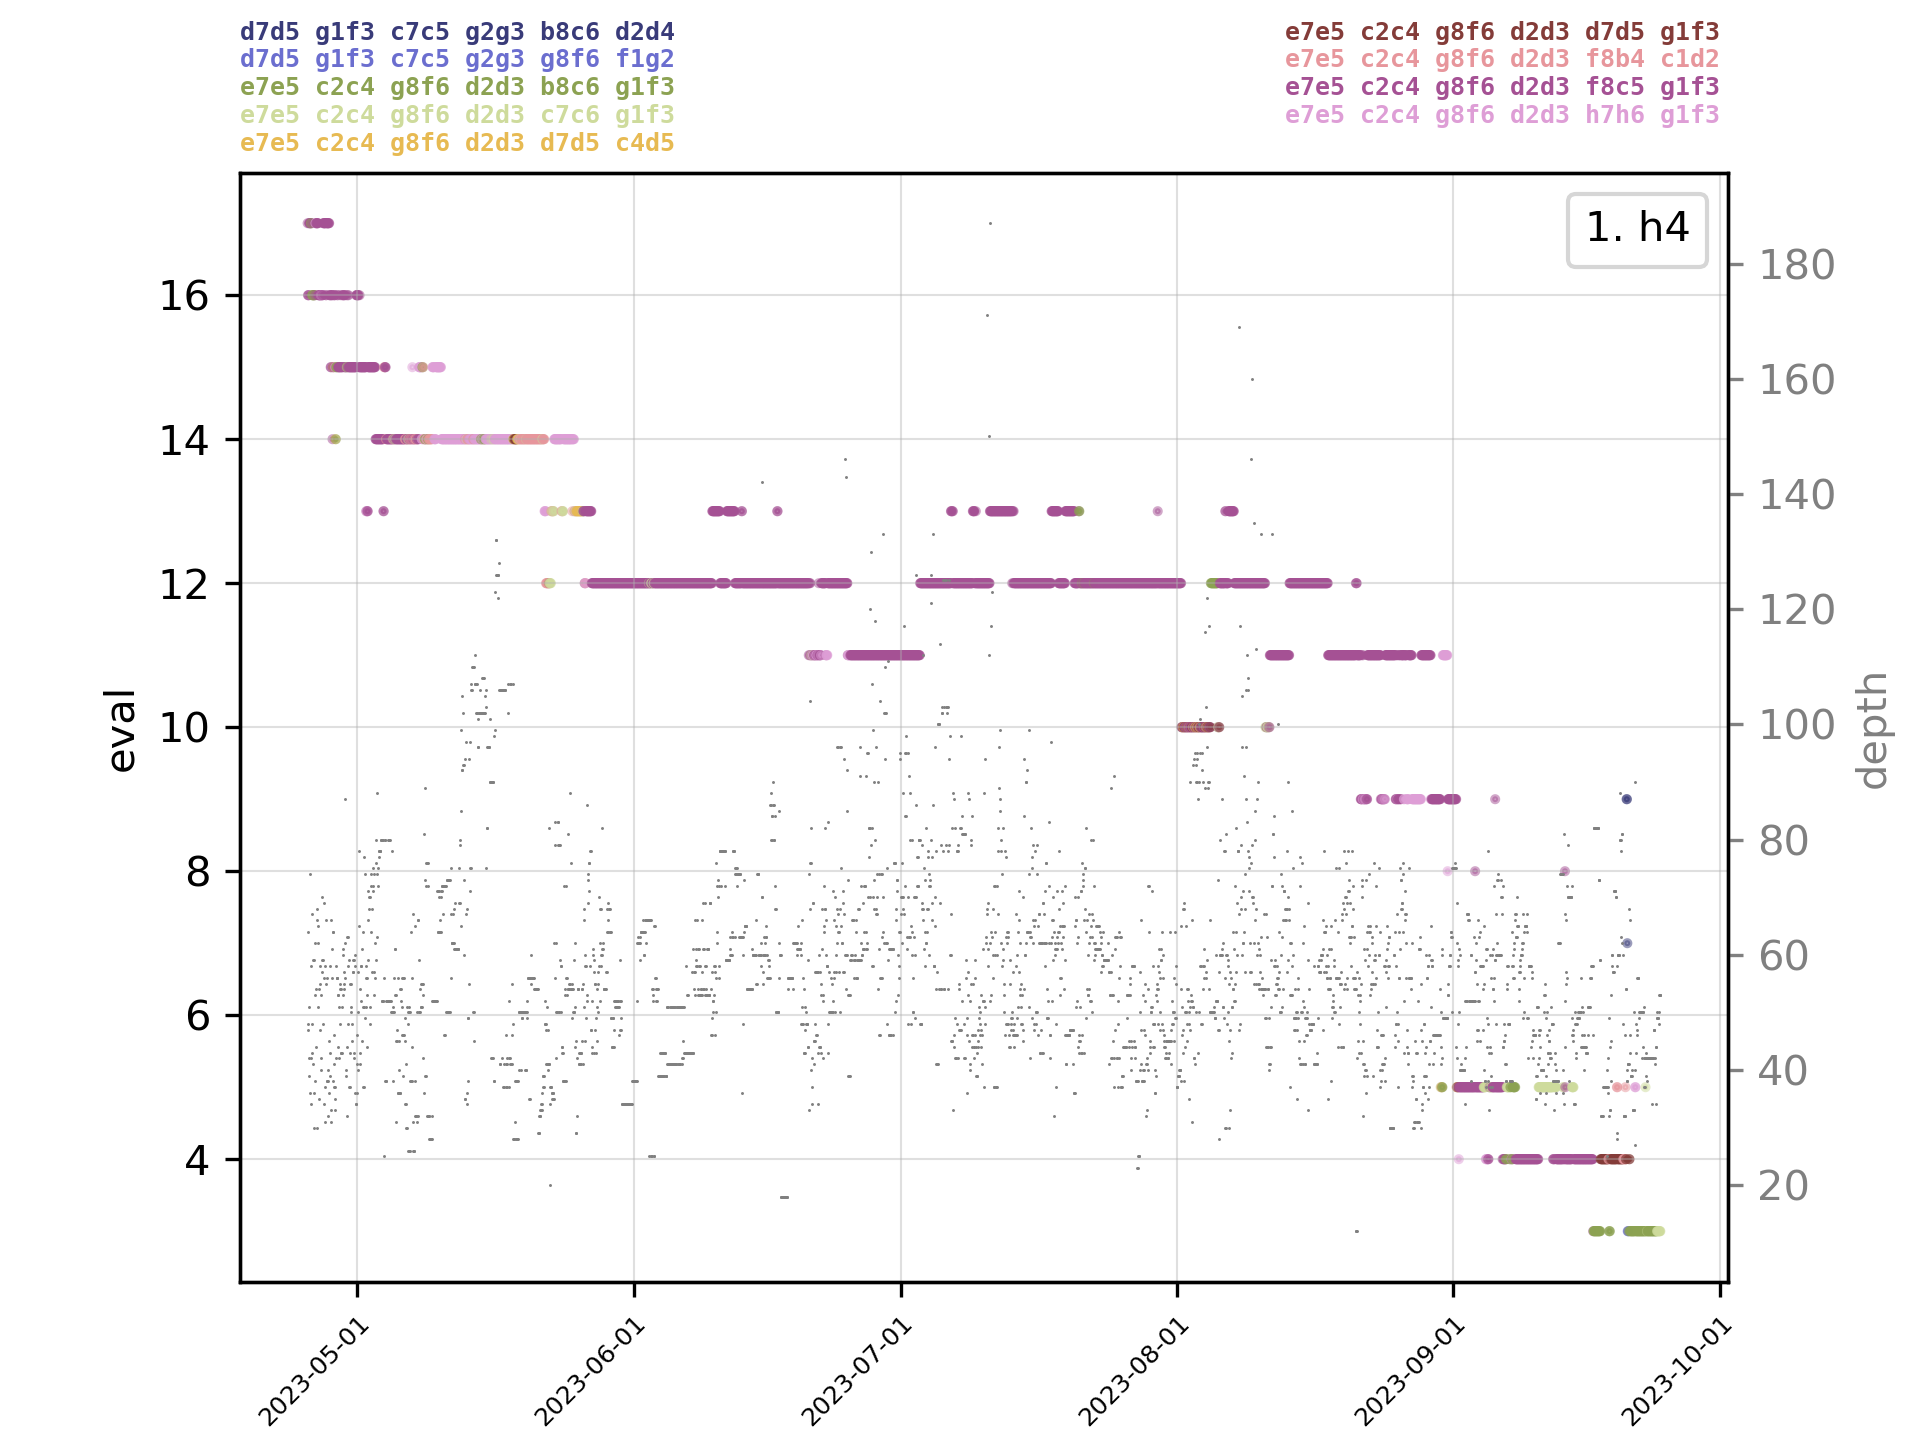 d7d5 g1f3 c7c5 g2g3 b8c6 d2d4
d7d5 g1f3 c7c5 g2g3 g8f6 f1g2
e7e5 c2c4 g8f6 d2d3 b8c6 g1f3
e7e5 c2c4 g8f6 d2d3 c7c6 g1f3
e7e5 c2c4 g8f6 d2d3 d7d5 c4d5
e7e5 c2c4 g8f6 d2d3 d7d5 g1f3
e7e5 c2c4 g8f6 d2d3 f8b4 c1d2
e7e5 c2c4 g8f6 d2d3 f8c5 g1f3
e7e5 c2c4 g8f6 d2d3 h7h6 g1f3
1. h4
eval
16
14
12
10
8
6
4
depth
180
160
140
120
100
80
60
40
20
2023-05-01
2023-06-01
2023-07-01
2023-08-01
2023-09-01
2023-10-01